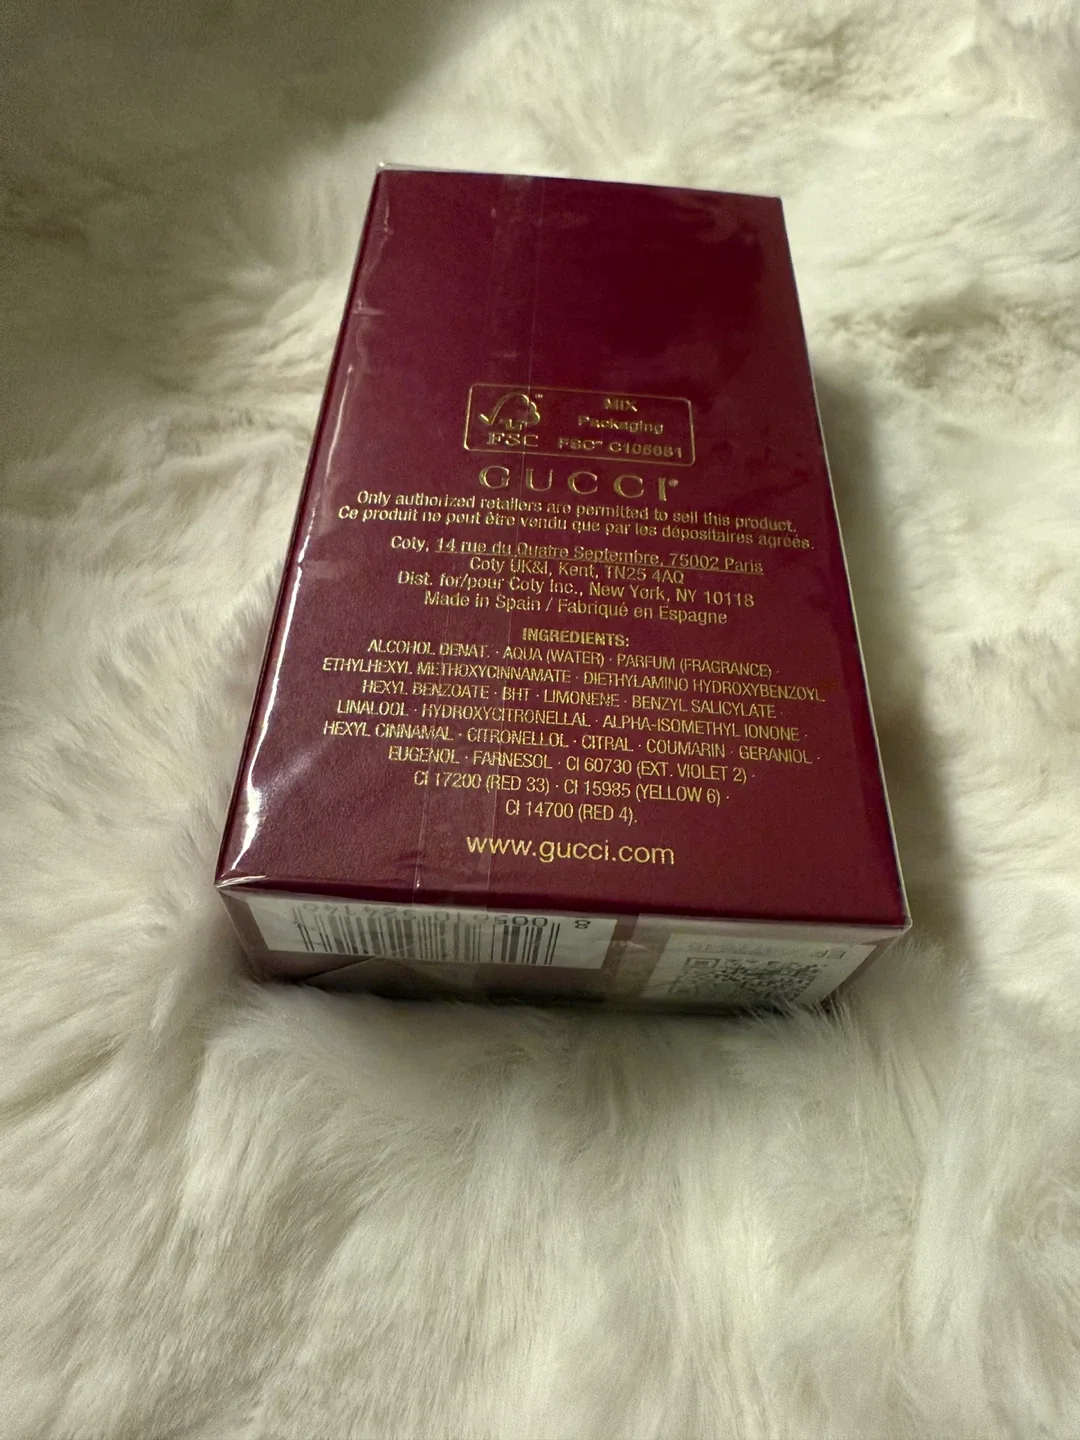 MIX
Packaging
FSC FSC™ C105081
GUCCI®
Only authorized retailers are permitted to sell this product.
Ce produit ne peut être vendu que par les dépositaires agréés.
Coty, 14 rue du Quatre Septembre, 75002 Paris
Coty UK&I, Kent, TN25 4AQ
Dist. for/pour Coty Inc., New York, NY 10118
Made in Spain / Fabriqué en Espagne
INGREDIENTS:
ALCOHOL DENAT. · AQUA (WATER) · PARFUM (FRAGRANCE) ·
ETHYLHEXYL METHOXYCINNAMATE · DIETHYLAMINO HYDROXYBENZOYL
HEXYL BENZOATE · BHT · LIMONENE · BENZYL SALICYLATE ·
LINALOOL · HYDROXYCITRONELLAL · ALPHA-ISOMETHYL IONONE ·
HEXYL CINNAMAL · CITRONELLOL · CITRAL · COUMARIN · GERANIOL ·
EUGENOL · FARNESOL · CI 60730 (EXT. VIOLET 2) ·
CI 17200 (RED 33) · CI 15985 (YELLOW 6) ·
CI 14700 (RED 4).
www.gucci.com